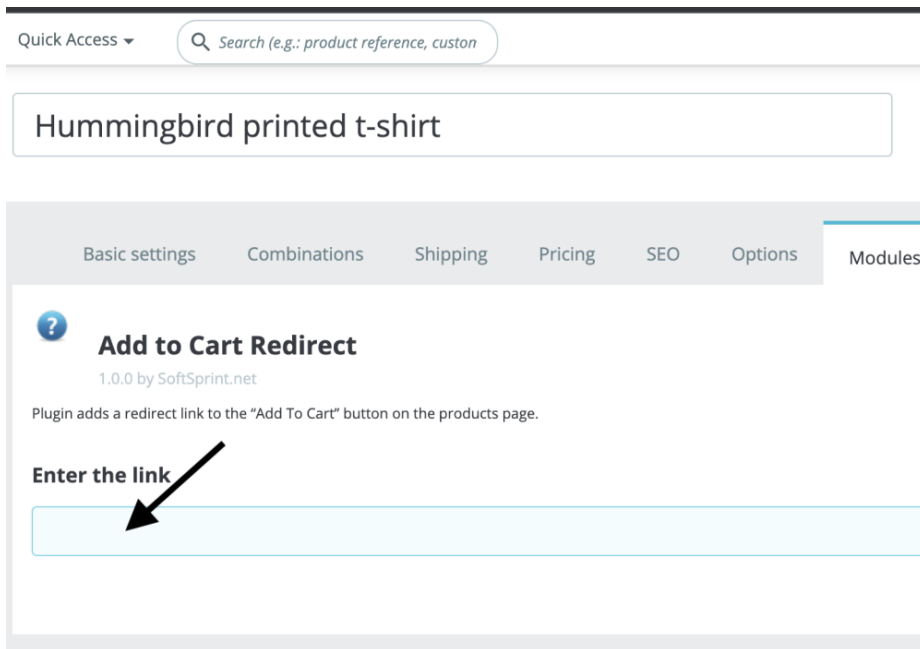 Quick Access
Search (e.g.: product reference, custon
Hummingbird printed t-shirt
Basic settings Combinations Shipping Pricing SEO Options Modules
?
Add to Cart Redirect
1.0.0 by SoftSprint.net
Plugin adds a redirect link to the “Add To Cart” button on the products page.
Enter the link